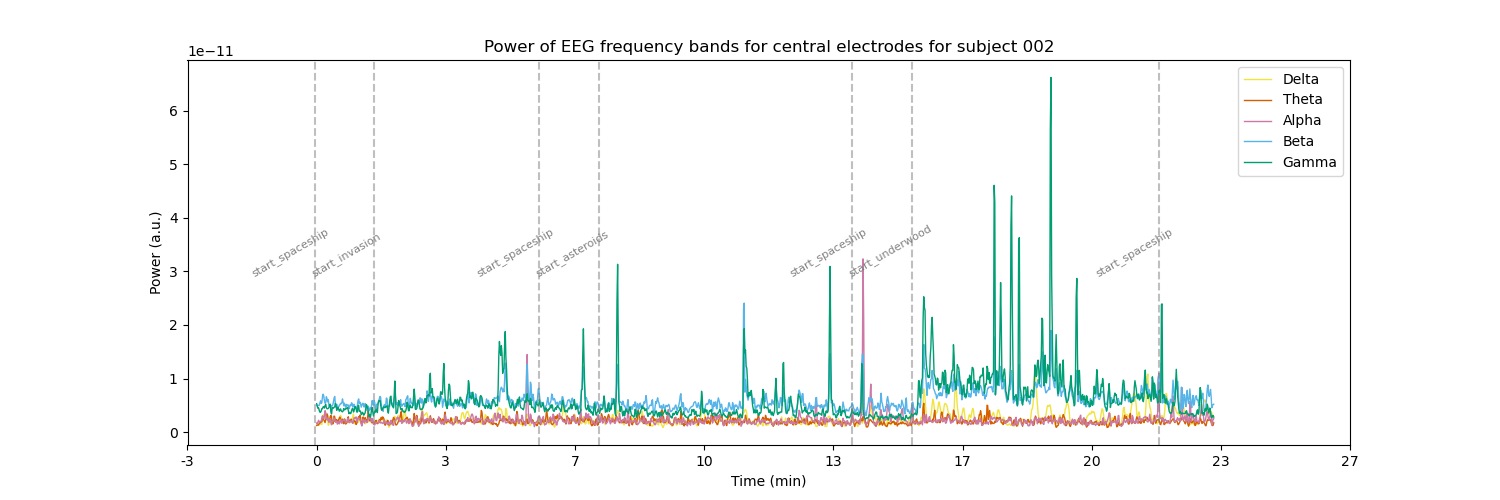 Power of EEG frequency bands for central electrodes for subject 002
1e−11
Delta
Theta
Alpha
Beta
Gamma
6
5
4
3
2
1
0
Power (a.u.)
start_spaceship
start_invasion
start_spaceship
start_asteroids
start_spaceship
start_underwood
start_spaceship
-3
0
3
7
10
13
17
20
23
27
Time (min)